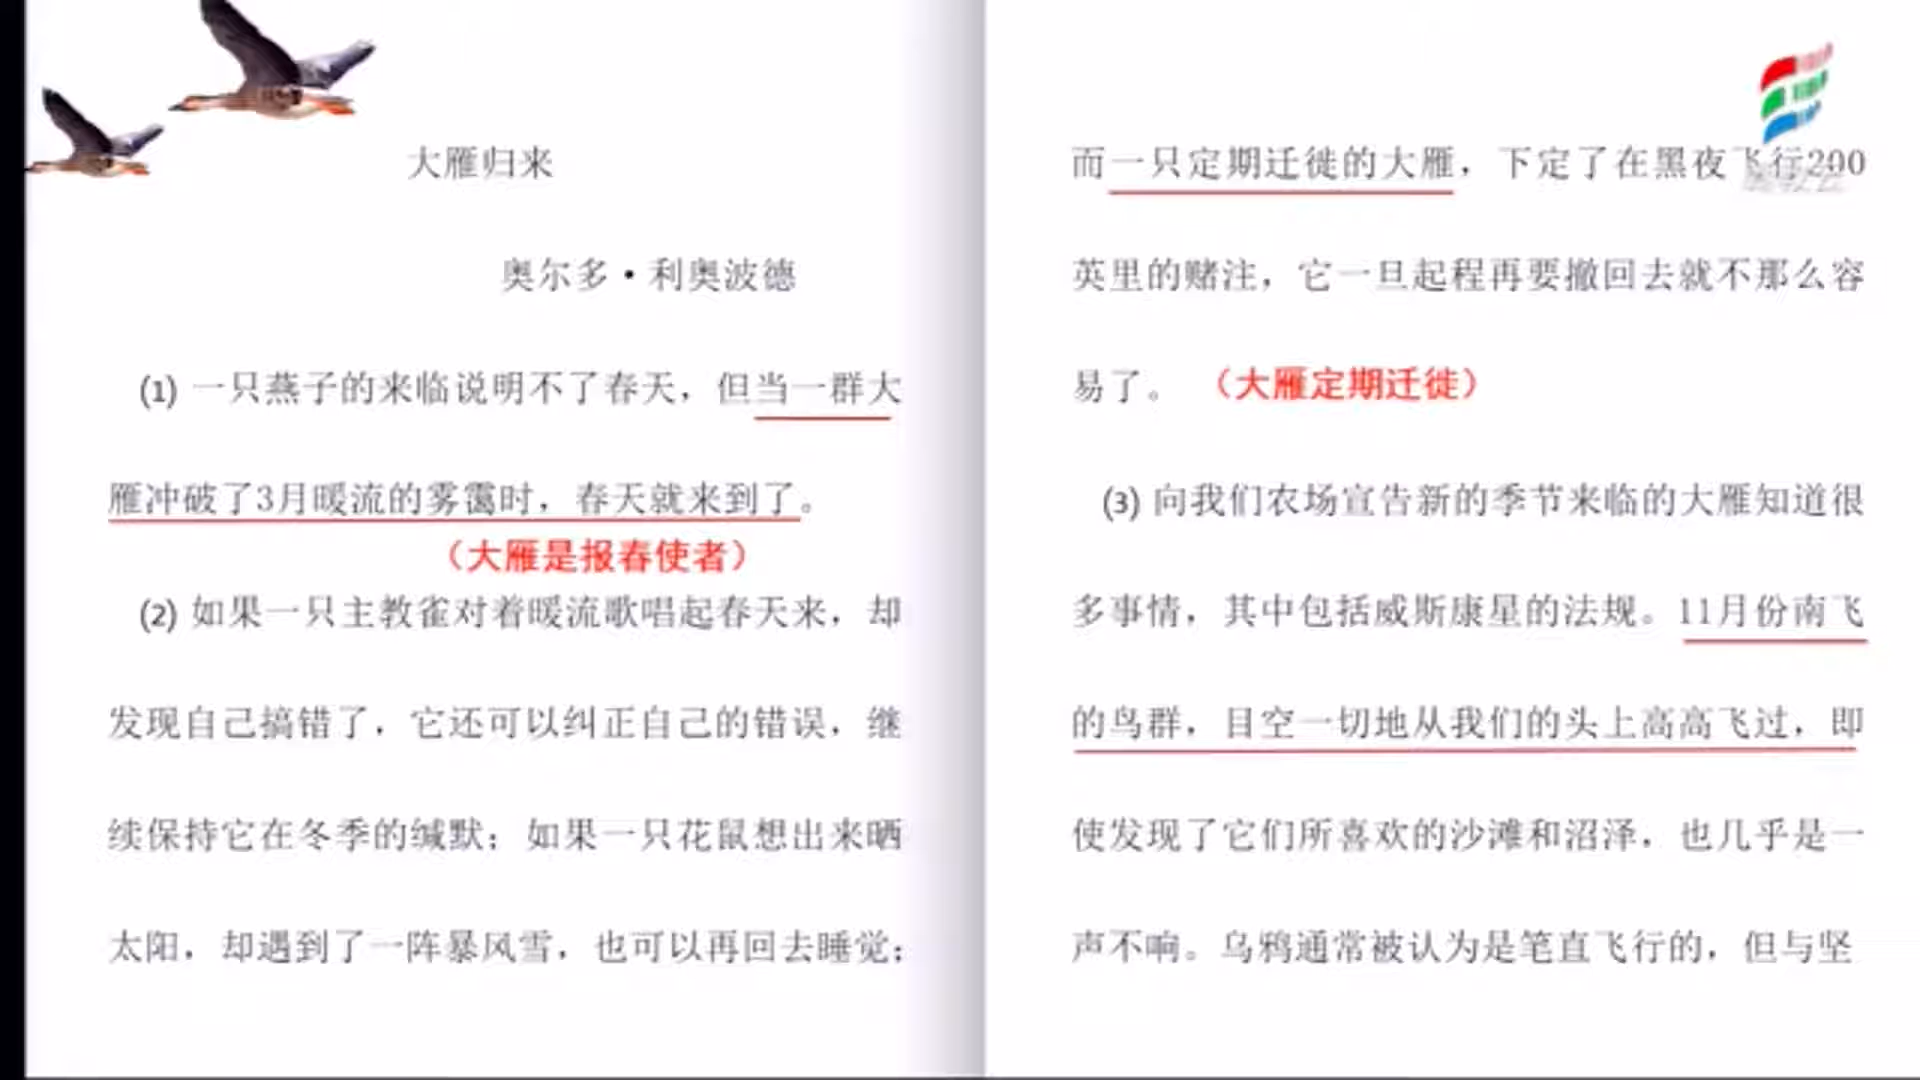 大雁归来
奥尔多·利奥波德
(1) 一只燕子的来临说明不了春天，但当一群大
雁冲破了3月暖流的雾霭时，春天就来到了。
（大雁是报春使者）
(2) 如果一只主教雀对着暖流歌唱起春天来，却
发现自己搞错了，它还可以纠正自己的错误，继
续保持它在冬季的缄默；如果一只花鼠想出来晒
太阳，却遇到了一阵暴风雪，也可以再回去睡觉；
而一只定期迁徙的大雁，下定了在黑夜飞行200
英里的赌注，它一旦起程再要撤回去就不那么容
易了。（大雁定期迁徙）
(3) 向我们农场宣告新的季节来临的大雁知道很
多事情，其中包括威斯康星的法规。11月份南飞
的鸟群，目空一切地从我们的头上高高飞过，即
使发现了它们所喜欢的沙滩和沼泽，也几乎是一
声不响。乌鸦通常被认为是笔直飞行的，但与坚